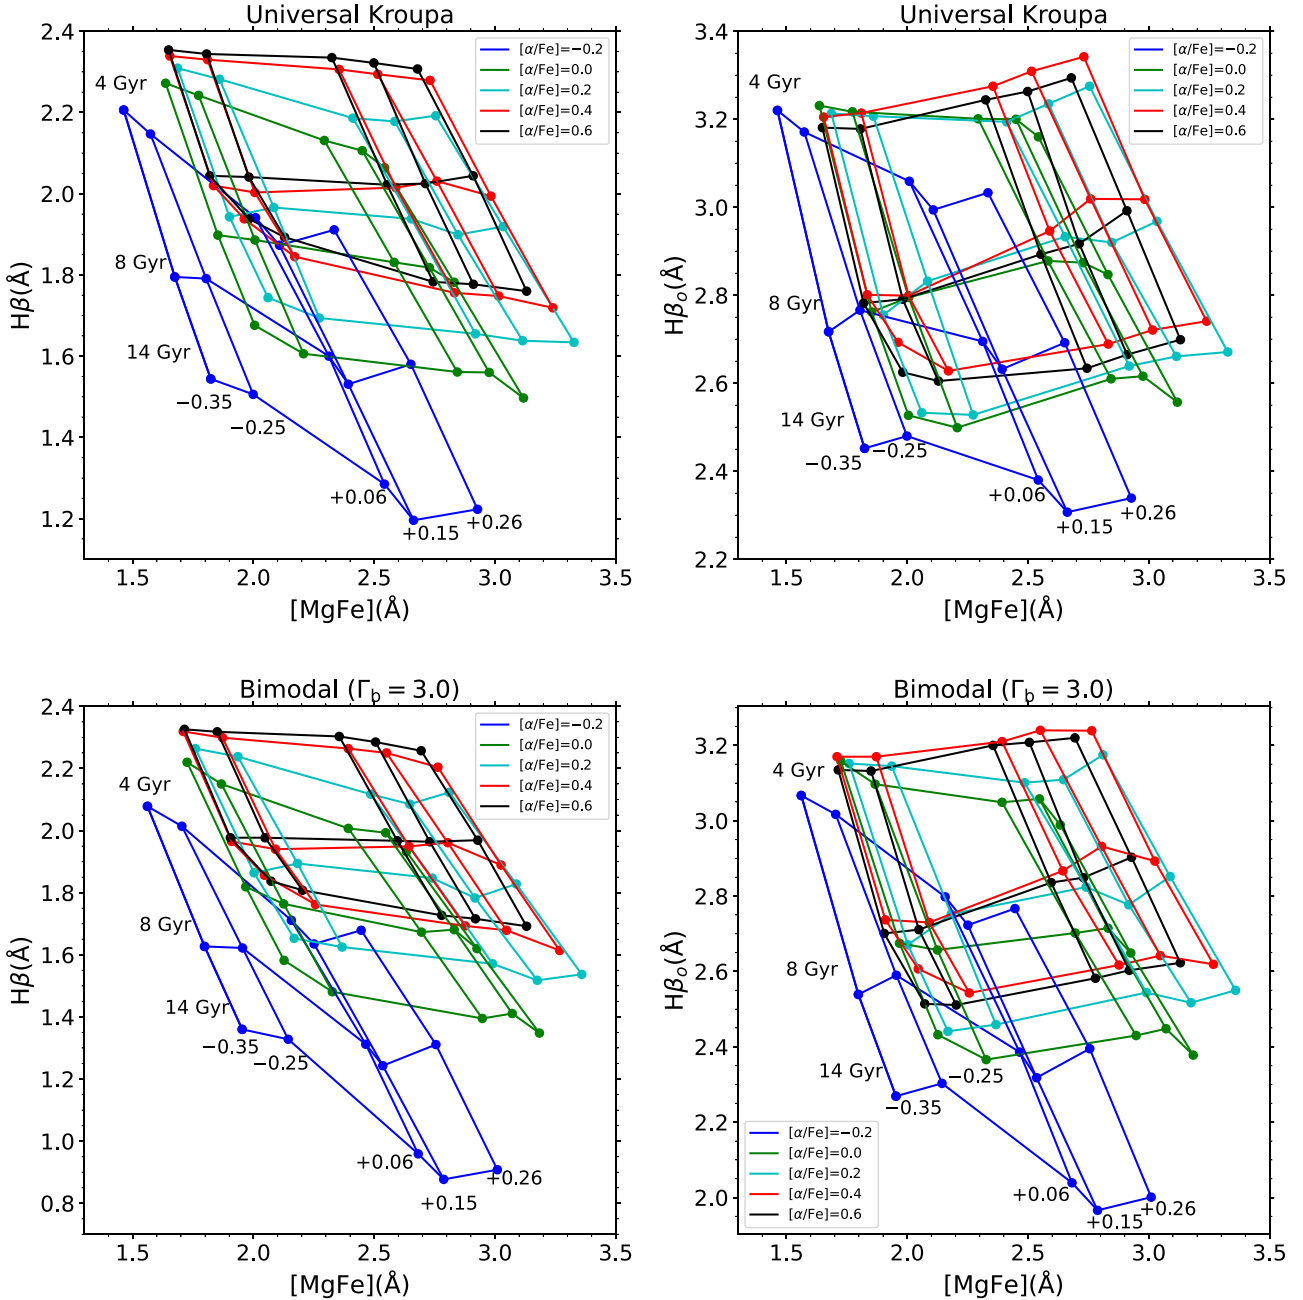 Universal Kroupa
2.4
2.2
2.0
1.8
1.6
1.4
1.2
Hβ(Å)
4 Gyr
8 Gyr
14 Gyr
−0.35
−0.25
+0.06
+0.15
+0.26
[α/Fe]=−0.2
[α/Fe]=0.0
[α/Fe]=0.2
[α/Fe]=0.4
[α/Fe]=0.6
1.5 2.0 2.5 3.0 3.5
[MgFe](Å)
Universal Kroupa
3.4
3.2
3.0
2.8
2.6
2.4
2.2
Hβₒ(Å)
4 Gyr
8 Gyr
14 Gyr
−0.35
−0.25
+0.06
+0.15
+0.26
[α/Fe]=−0.2
[α/Fe]=0.0
[α/Fe]=0.2
[α/Fe]=0.4
[α/Fe]=0.6
1.5 2.0 2.5 3.0 3.5
[MgFe](Å)
Bimodal (Γb = 3.0)
2.4
2.2
2.0
1.8
1.6
1.4
1.2
1.0
0.8
Hβ(Å)
4 Gyr
8 Gyr
14 Gyr
−0.35
−0.25
+0.06
+0.15
+0.26
[α/Fe]=−0.2
[α/Fe]=0.0
[α/Fe]=0.2
[α/Fe]=0.4
[α/Fe]=0.6
1.5 2.0 2.5 3.0 3.5
[MgFe](Å)
Bimodal (Γb = 3.0)
3.2
3.0
2.8
2.6
2.4
2.2
2.0
Hβₒ(Å)
4 Gyr
8 Gyr
14 Gyr
−0.35
−0.25
+0.06
+0.15
+0.26
[α/Fe]=−0.2
[α/Fe]=0.0
[α/Fe]=0.2
[α/Fe]=0.4
[α/Fe]=0.6
1.5 2.0 2.5 3.0 3.5
[MgFe](Å)